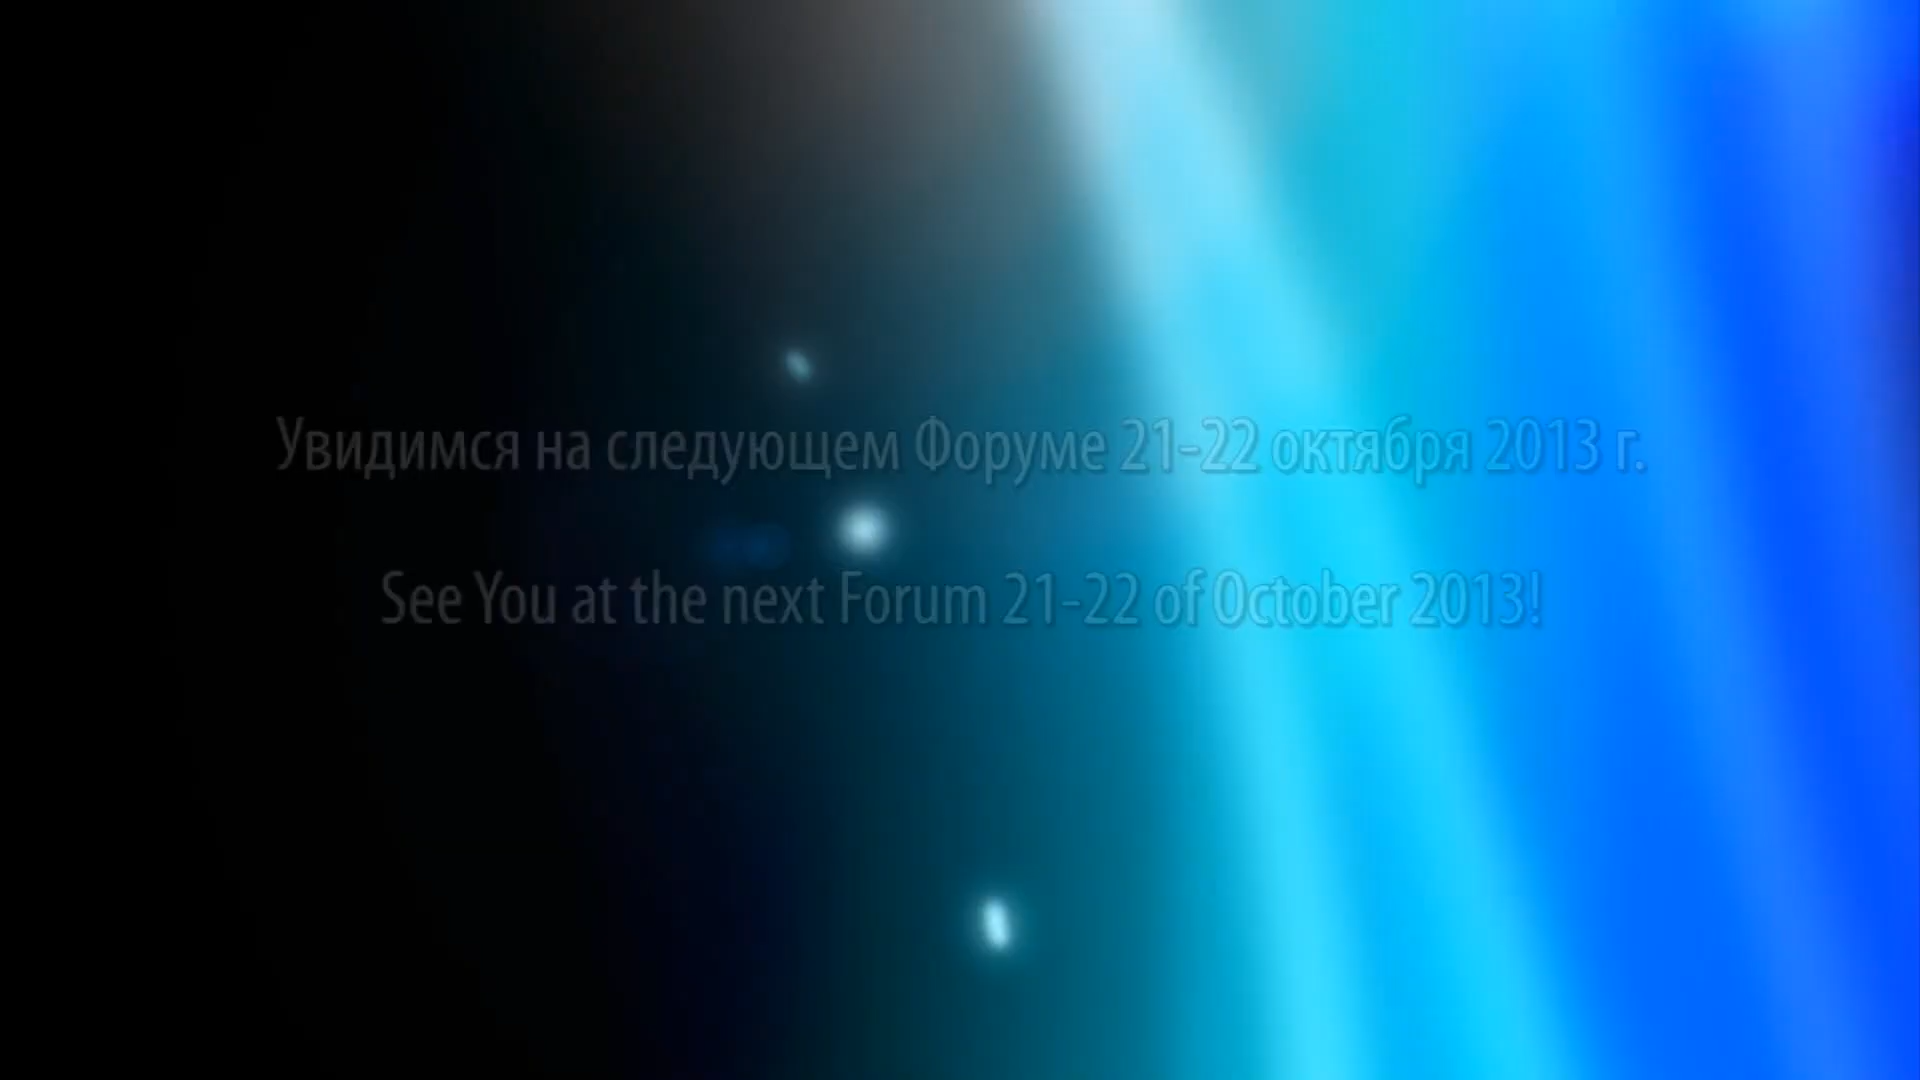 Увидимся на следующем Форуме 21-22 октября 2013 г.
See You at the next Forum 21-22 of October 2013!